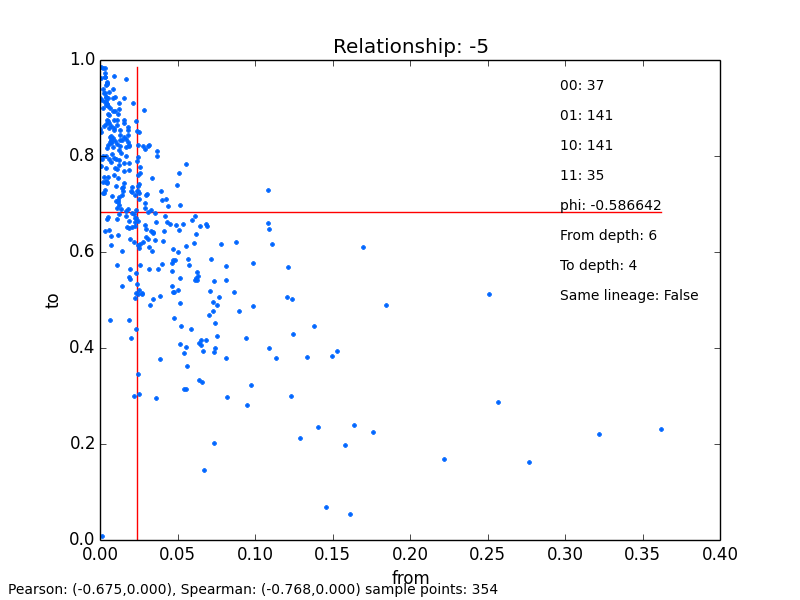 Relationship: -5
00: 37
01: 141
10: 141
11: 35
phi: -0.586642
From depth: 6
To depth: 4
Same lineage: False
1.0
0.8
0.6
0.4
0.2
0.0
to
0.00 0.05 0.10 0.15 0.20 0.25 0.30 0.35 0.40
from
Pearson: (-0.675,0.000), Spearman: (-0.768,0.000) sample points: 354